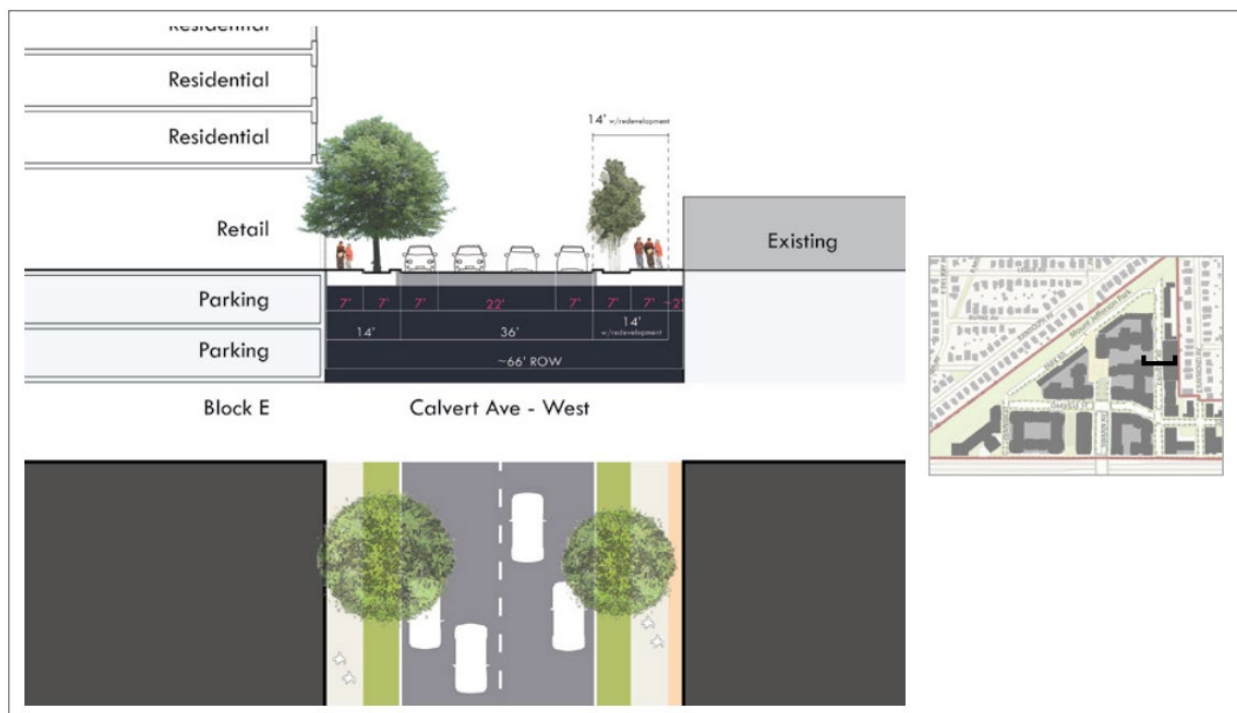 Residential
Residential
Residential
14' w/redevelopment
Retail
Existing
Parking
7' 7' 7' 22' 7' 7' 7' ~2'
14' 36' 14'
w/redevelopment
Parking
~66' ROW
Block E
Calvert Ave - West
Mount Jefferson Park